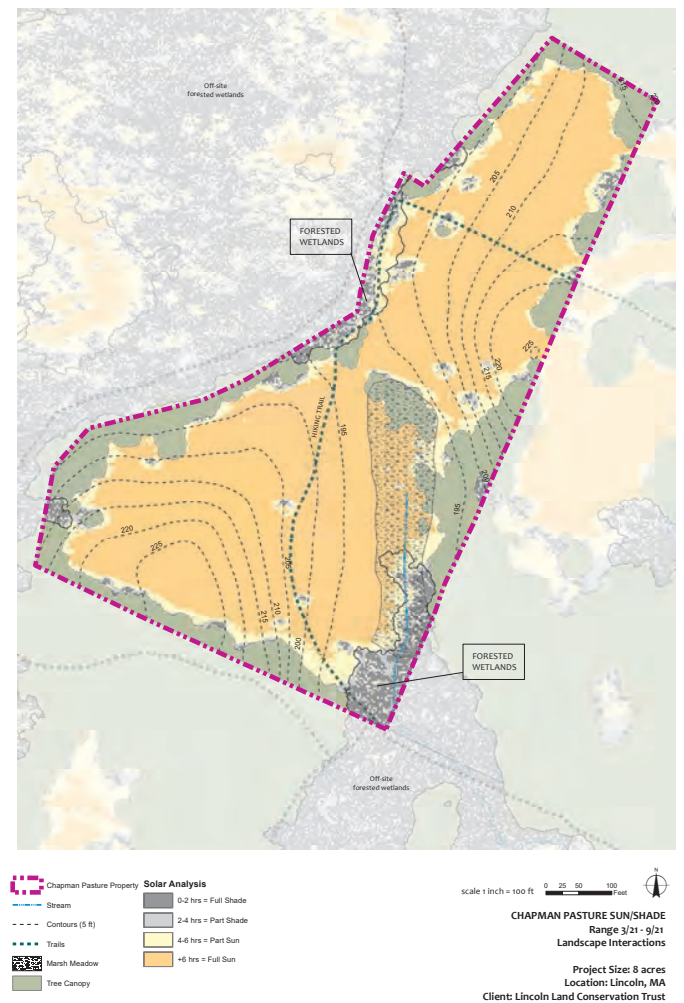 Off-site
forested wetlands
215
205
210
FORESTED
WETLANDS
225
220
215
HIKING TRAIL
195
200
195
220
225
210
215
200
FORESTED
WETLANDS
Off-site
forested wetlands
Chapman Pasture Property
Stream
Contours (5 ft)
Trails
Marsh Meadow
Tree Canopy
Solar Analysis
0-2 hrs = Full Shade
2-4 hrs = Part Shade
4-6 hrs = Part Sun
+6 hrs = Full Sun
scale 1 inch = 100 ft
0 25 50 100
Feet
N
CHAPMAN PASTURE SUN/SHADE
Range 3/21 - 9/21
Landscape Interactions
Project Size: 8 acres
Location: Lincoln, MA
Client: Lincoln Land Conservation Trust